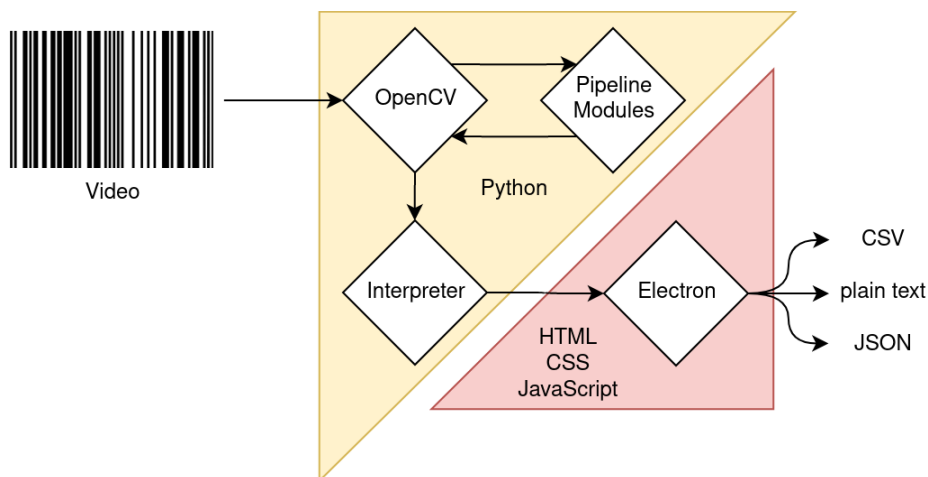 Video
OpenCV
Pipeline
Modules
Python
Interpreter
Electron
HTML
CSS
JavaScript
CSV
plain text
JSON